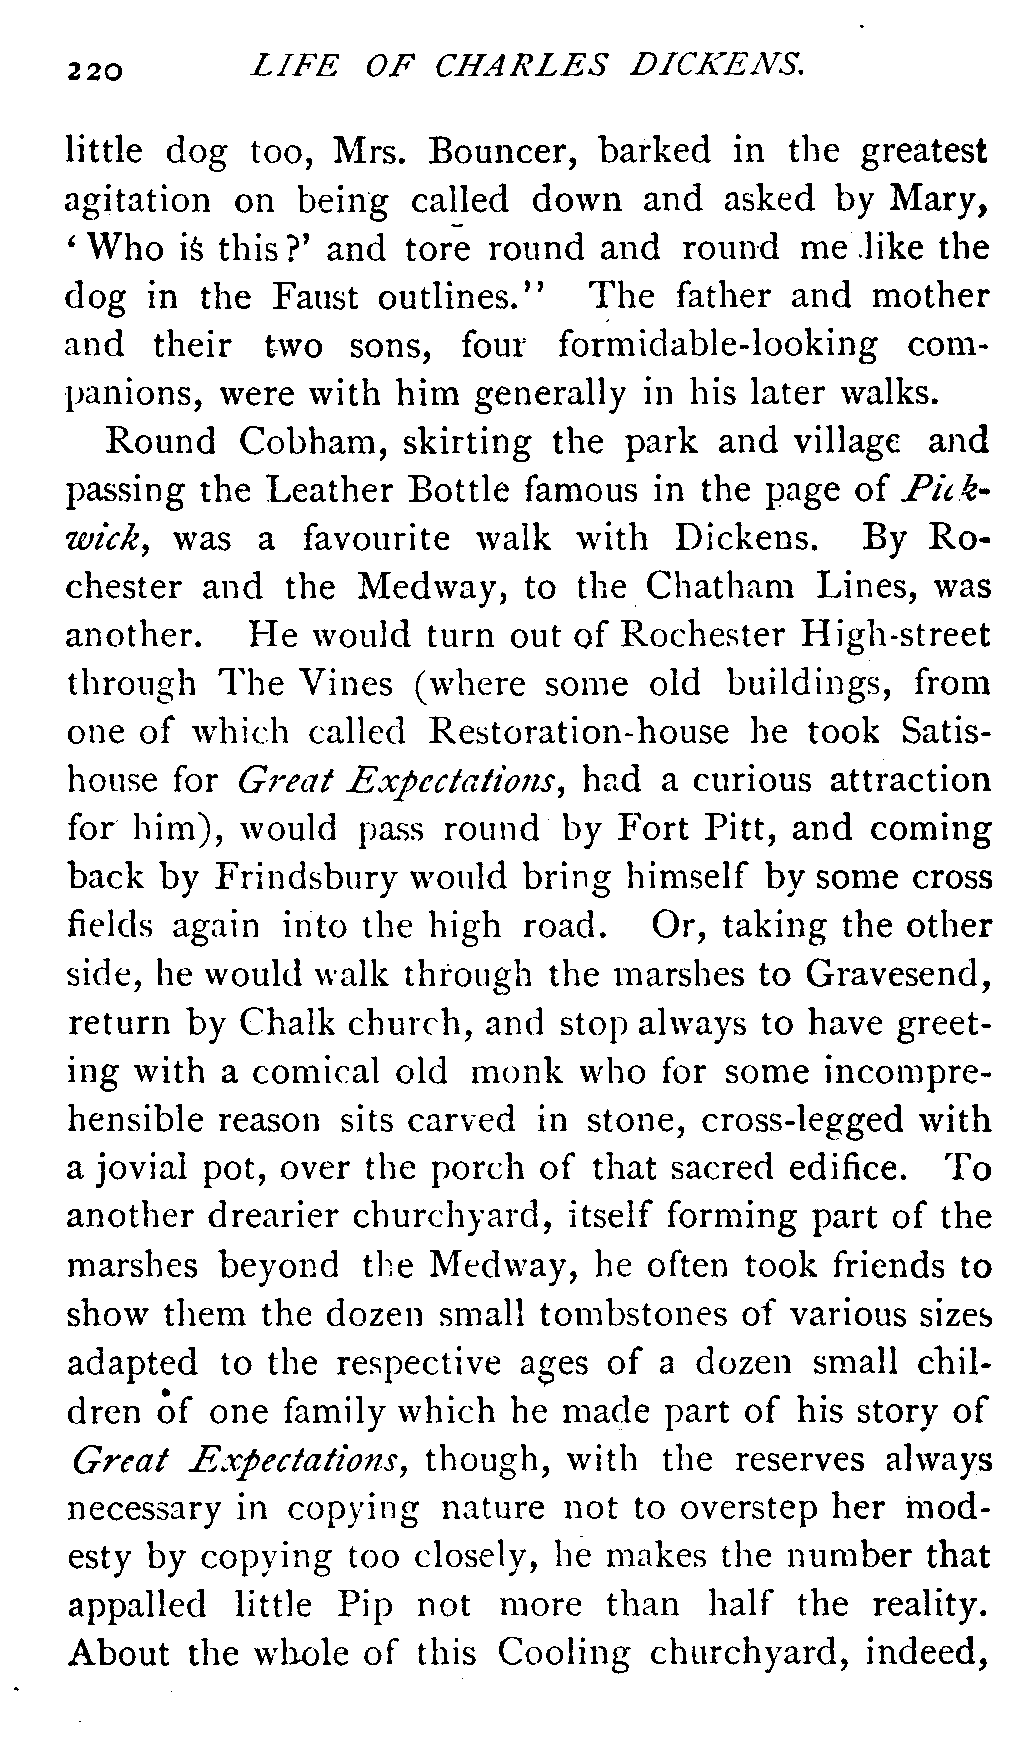 220 LIFE OF CHARLES DICKENS.
little dog too, Mrs. Bouncer, barked in the greatest
agitation on being called down and asked by Mary,
‘Who is this?’ and tore round and round me like the
dog in the Faust outlines.’’ The father and mother
and their two sons, four formidable-looking com-
panions, were with him generally in his later walks.
Round Cobham, skirting the park and village and
passing the Leather Bottle famous in the page of Pick-
wick, was a favourite walk with Dickens. By Ro-
chester and the Medway, to the Chatham Lines, was
another. He would turn out of Rochester High-street
through The Vines (where some old buildings, from
one of which called Restoration-house he took Satis-
house for Great Expectations, had a curious attraction
for him), would pass round by Fort Pitt, and coming
back by Frindsbury would bring himself by some cross
fields again into the high road. Or, taking the other
side, he would walk through the marshes to Gravesend,
return by Chalk church, and stop always to have greet-
ing with a comical old monk who for some incompre-
hensible reason sits carved in stone, cross-legged with
a jovial pot, over the porch of that sacred edifice. To
another drearier churchyard, itself forming part of the
marshes beyond the Medway, he often took friends to
show them the dozen small tombstones of various sizes
adapted to the respective ages of a dozen small chil-
dren of one family which he made part of his story of
Great Expectations, though, with the reserves always
necessary in copying nature not to overstep her mod-
esty by copying too closely, he makes the number that
appalled little Pip not more than half the reality.
About the whole of this Cooling churchyard, indeed,